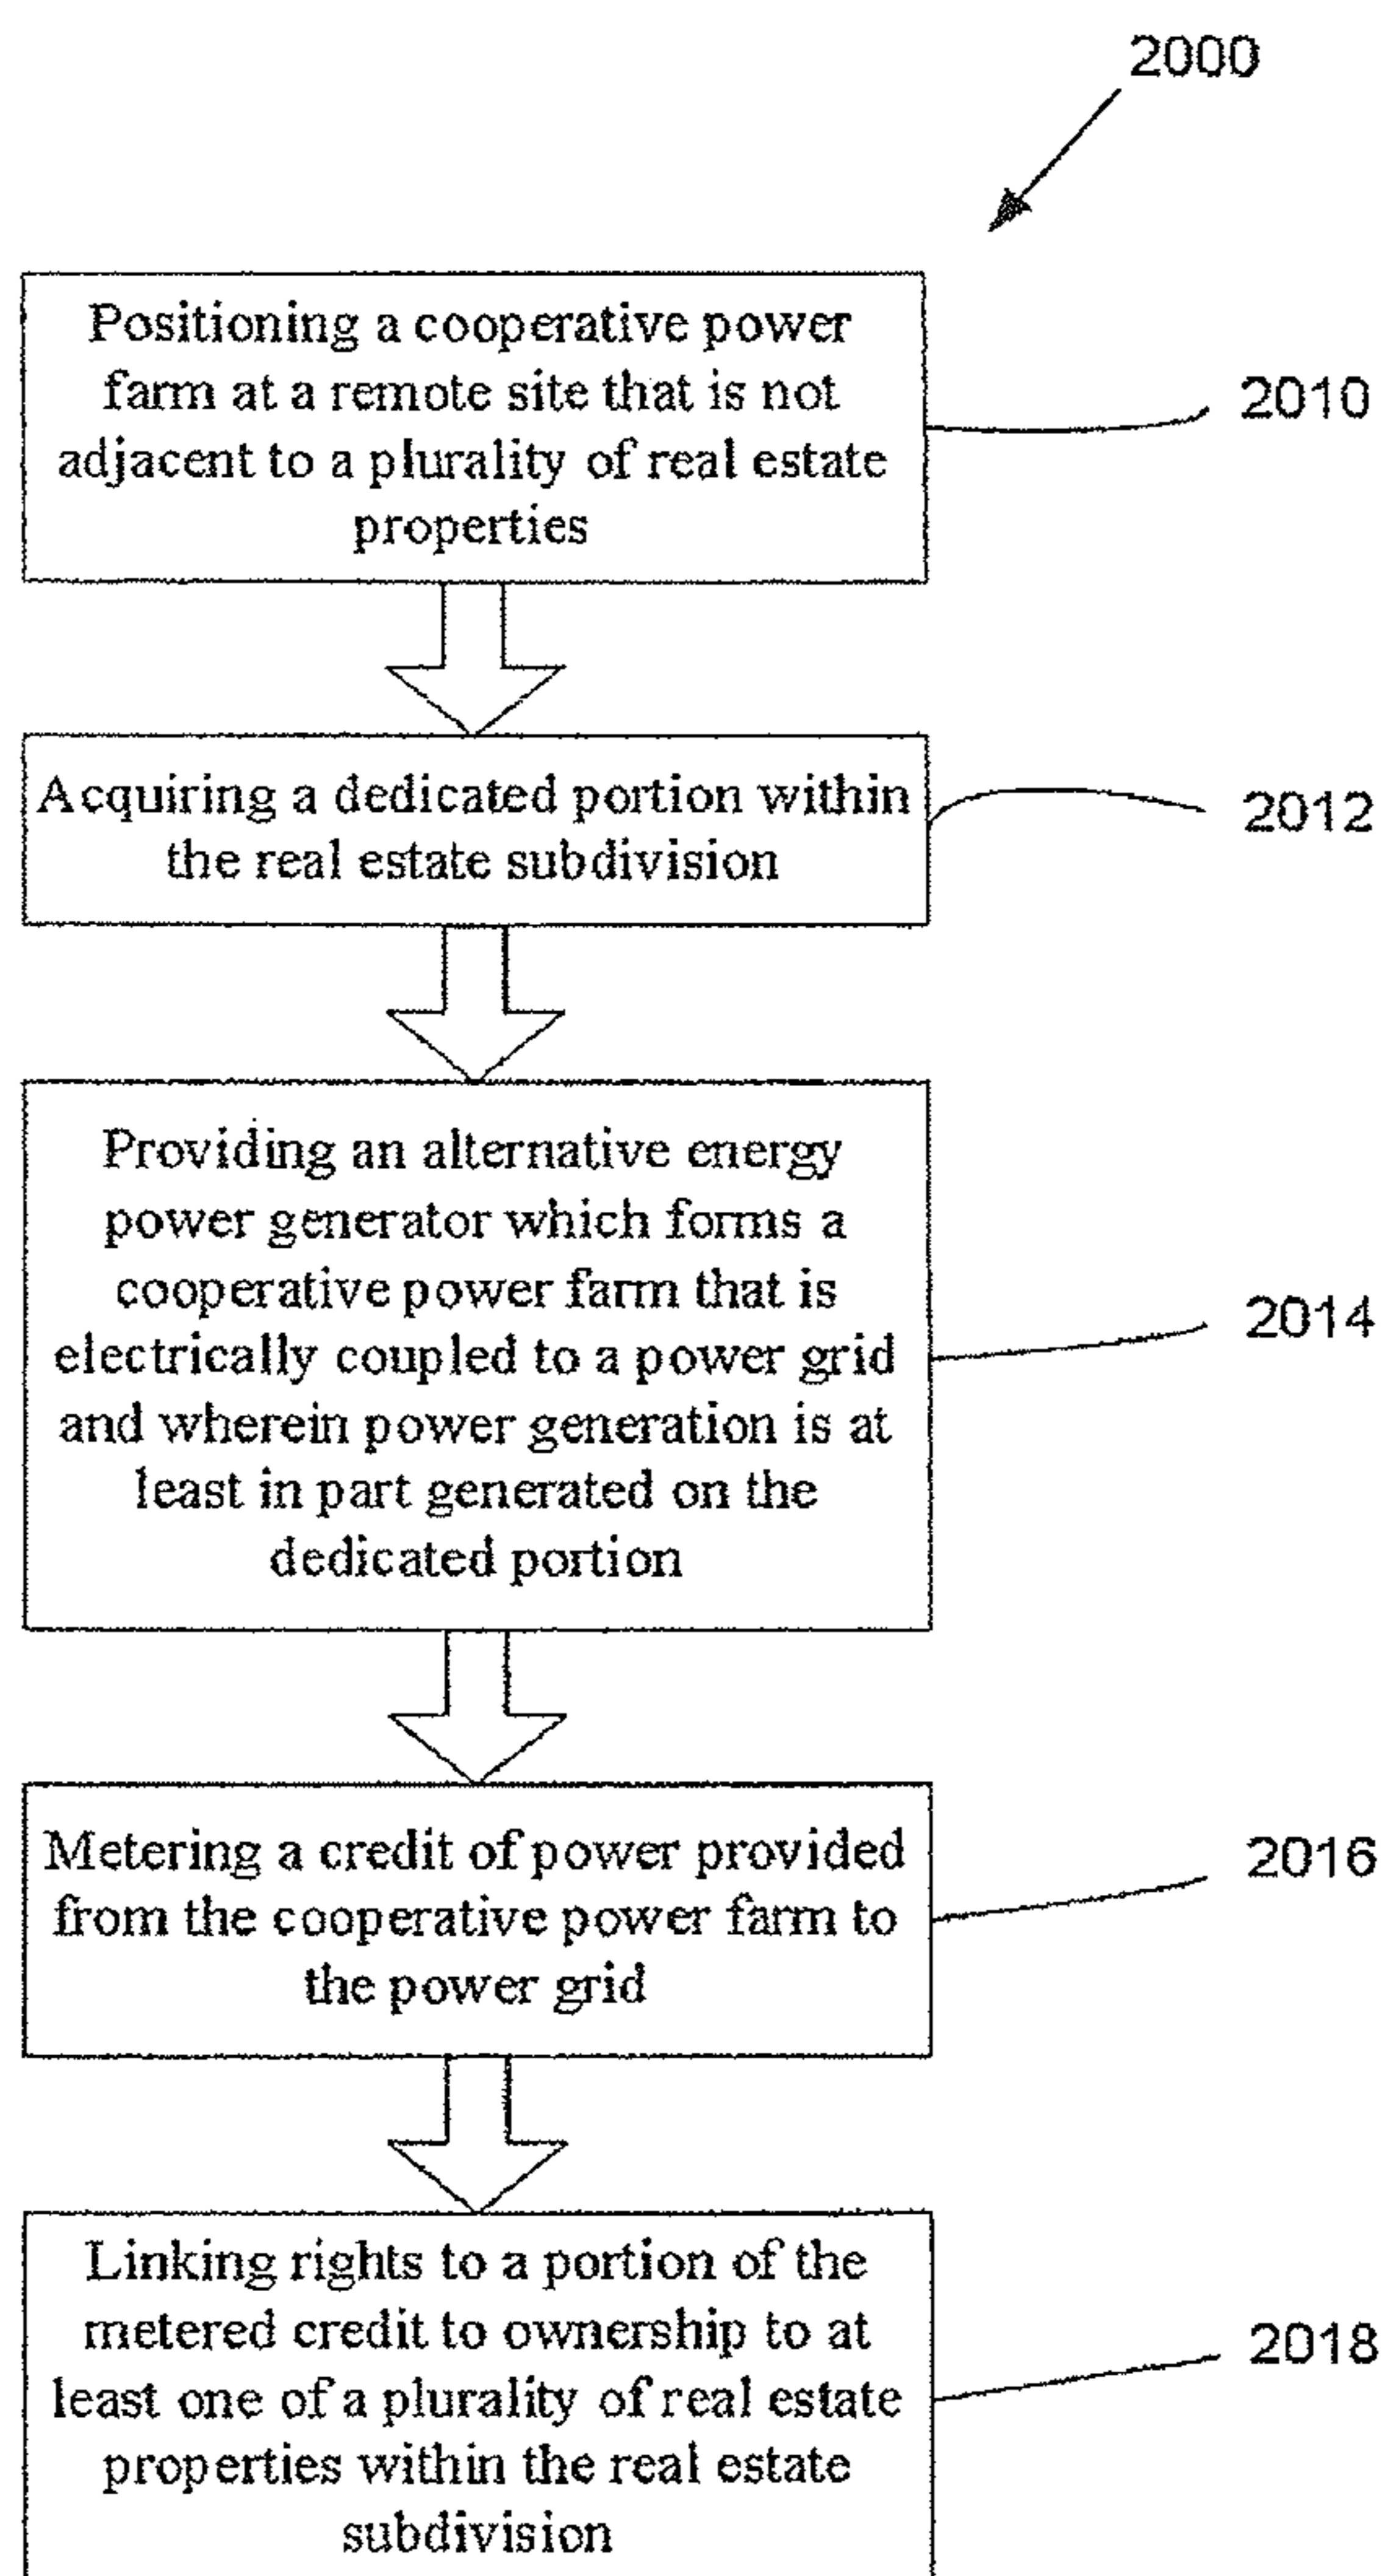 2000
Positioning a cooperative power
farm at a remote site that is not
adjacent to a plurality of real estate
properties
2010
Acquiring a dedicated portion within
the real estate subdivision
2012
Providing an alternative energy
power generator which forms a
cooperative power farm that is
electrically coupled to a power grid
and wherein power generation is at
least in part generated on the
dedicated portion
2014
Metering a credit of power provided
from the cooperative power farm to
the power grid
2016
Linking rights to a portion of the
metered credit to ownership to at
least one of a plurality of real estate
properties within the real estate
subdivision
2018